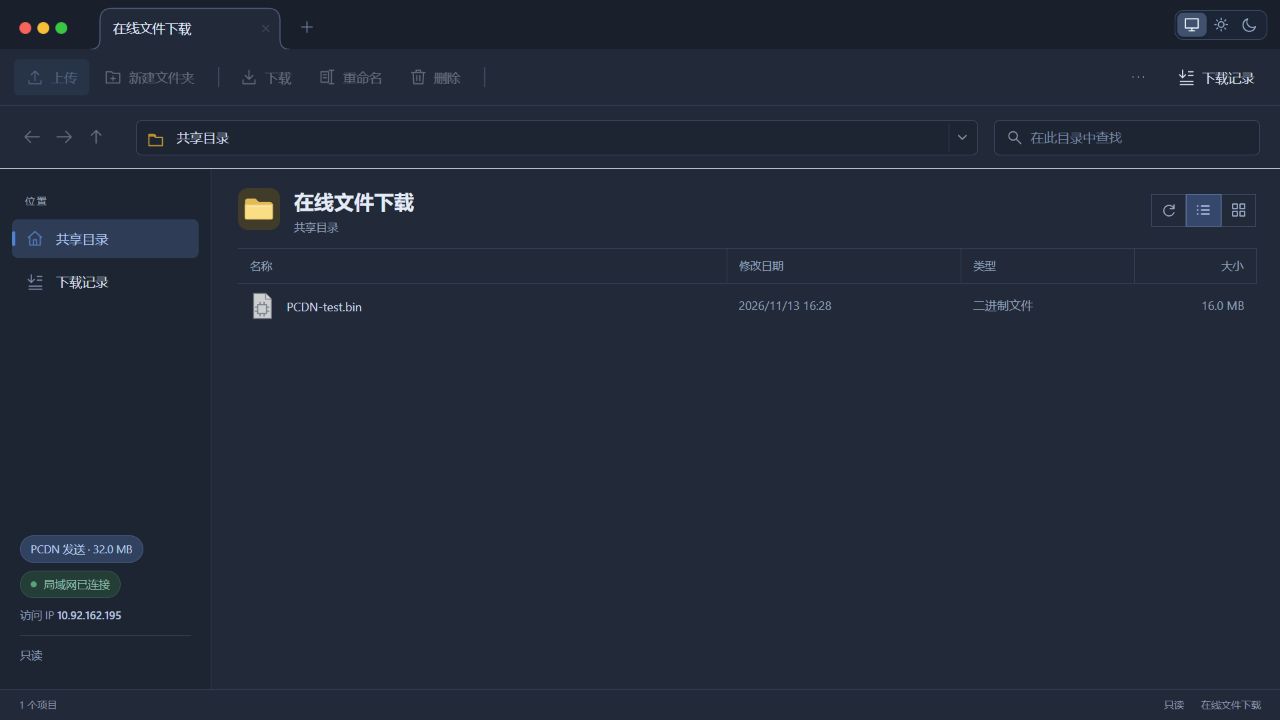 在线文件下载
上传 新建文件夹 下载 重命名 删除 ··· 下载记录
共享目录 在此目录中查找
位置
共享目录
下载记录
在线文件下载
共享目录
名称 修改日期 类型 大小
PCDN-test.bin 2026/11/13 16:28 二进制文件 16.0 MB
PCDN 发送 · 32.0 MB
局域网已连接
访问 IP 10.92.162.195
只读
1 个项目 只读 在线文件下载